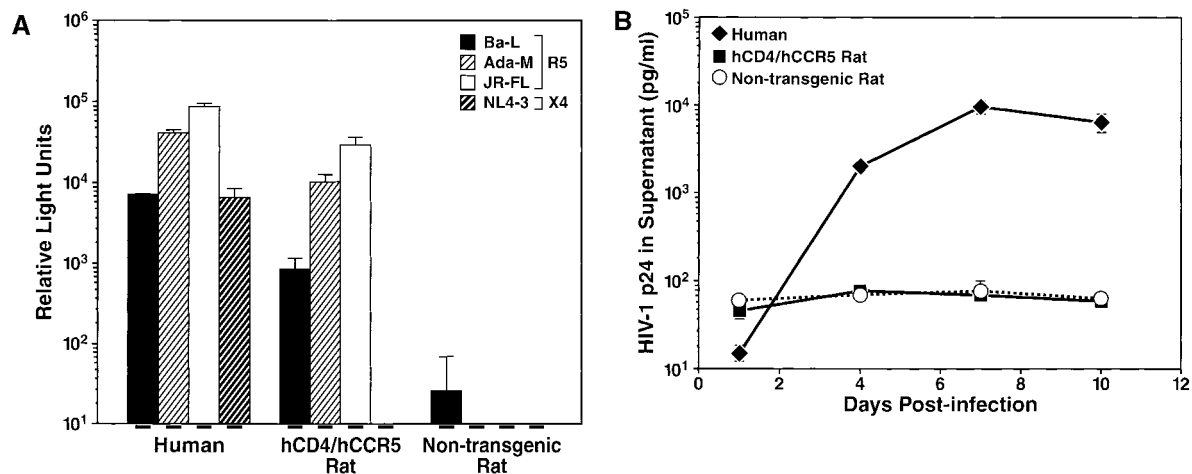 A
Relative Light Units
10^6
10^5
10^4
10^3
10^2
10^1
Ba-L
Ada-M
JR-FL
R5
NL4-3
X4
Human
hCD4/hCCR5
Rat
Non-transgenic
Rat
B
HIV-1 p24 in Supernatant (pg/ml)
10^5
10^4
10^3
10^2
10^1
Human
hCD4/hCCR5 Rat
Non-transgenic Rat
0 2 4 6 8 10 12
Days Post-infection